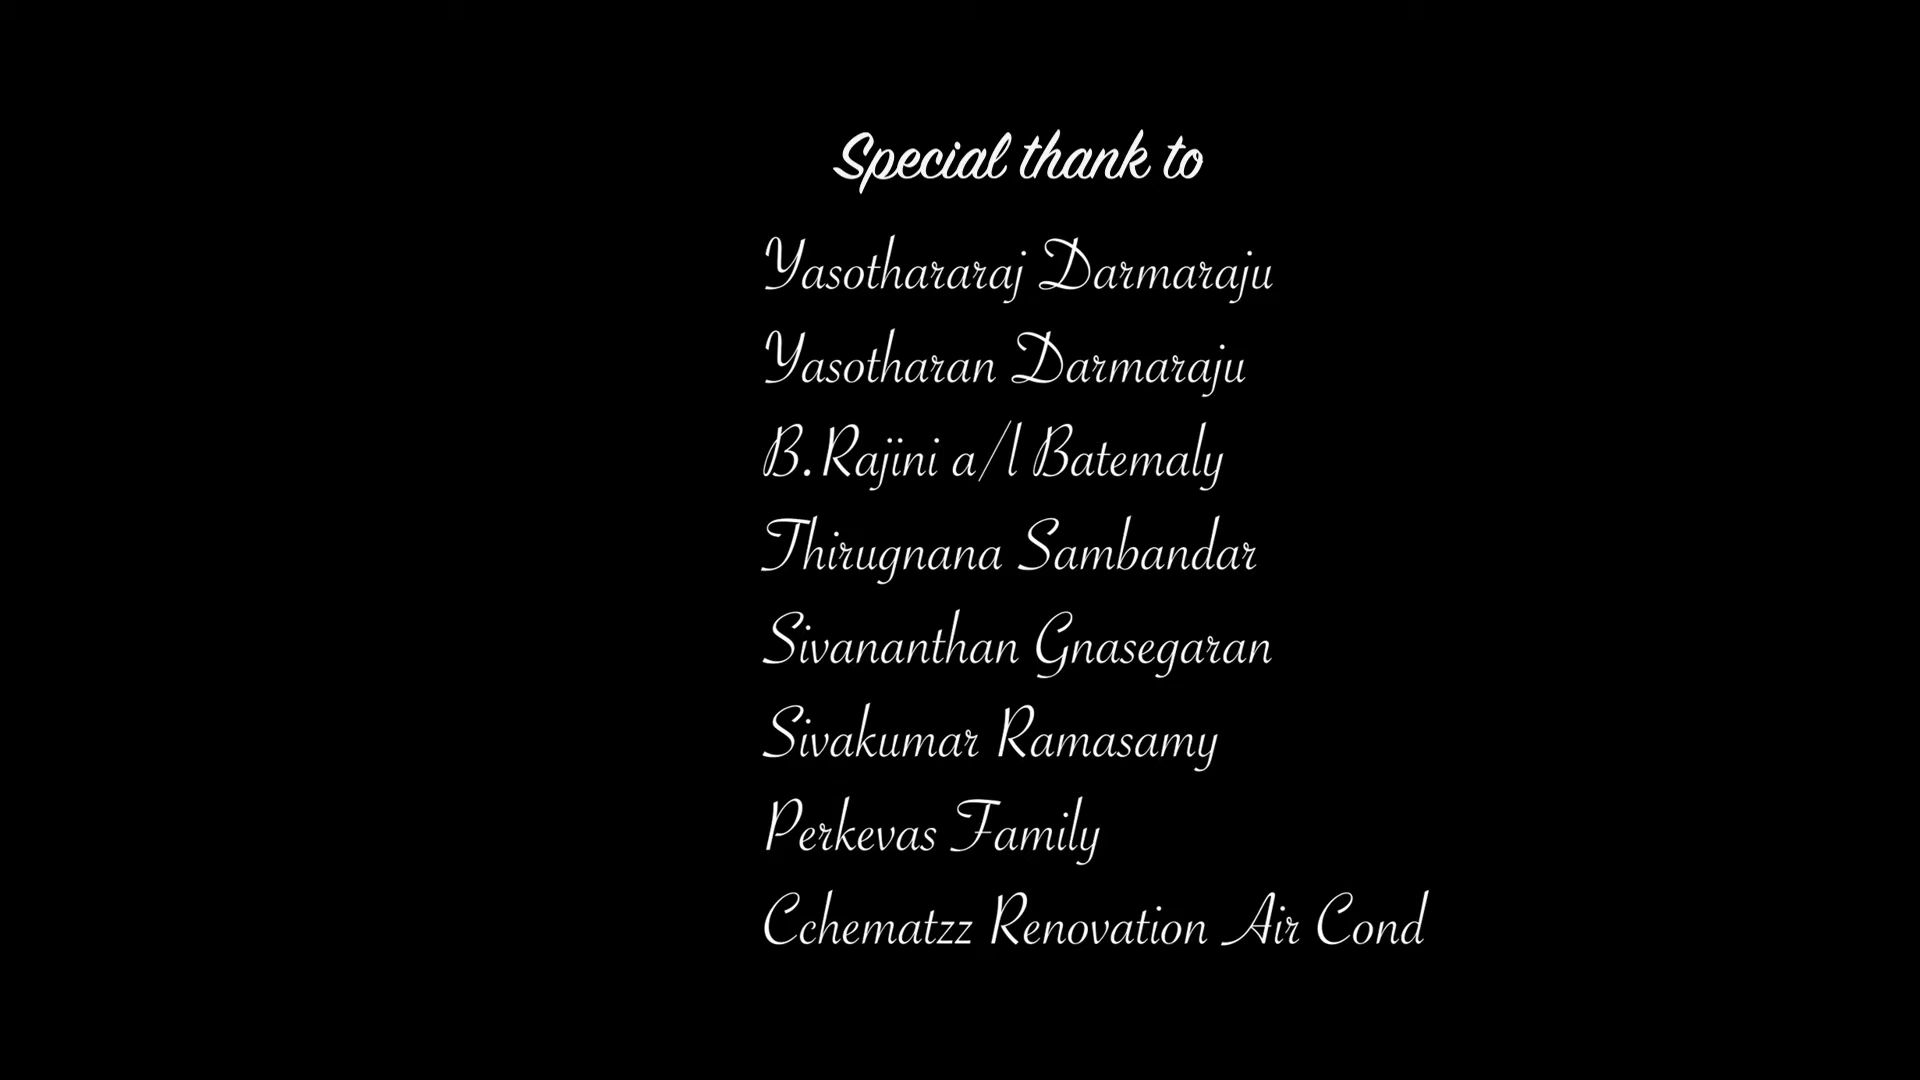 Special thank to
Yasothararaj Darmaraju
Yasotharan Darmaraju
B. Rajini a/l Batemaly
Thirugnana Sambandar
Sivananthan Gnasegaran
Sivakumar Ramasamy
Perkevas Family
Cchematzz Renovation Air Cond